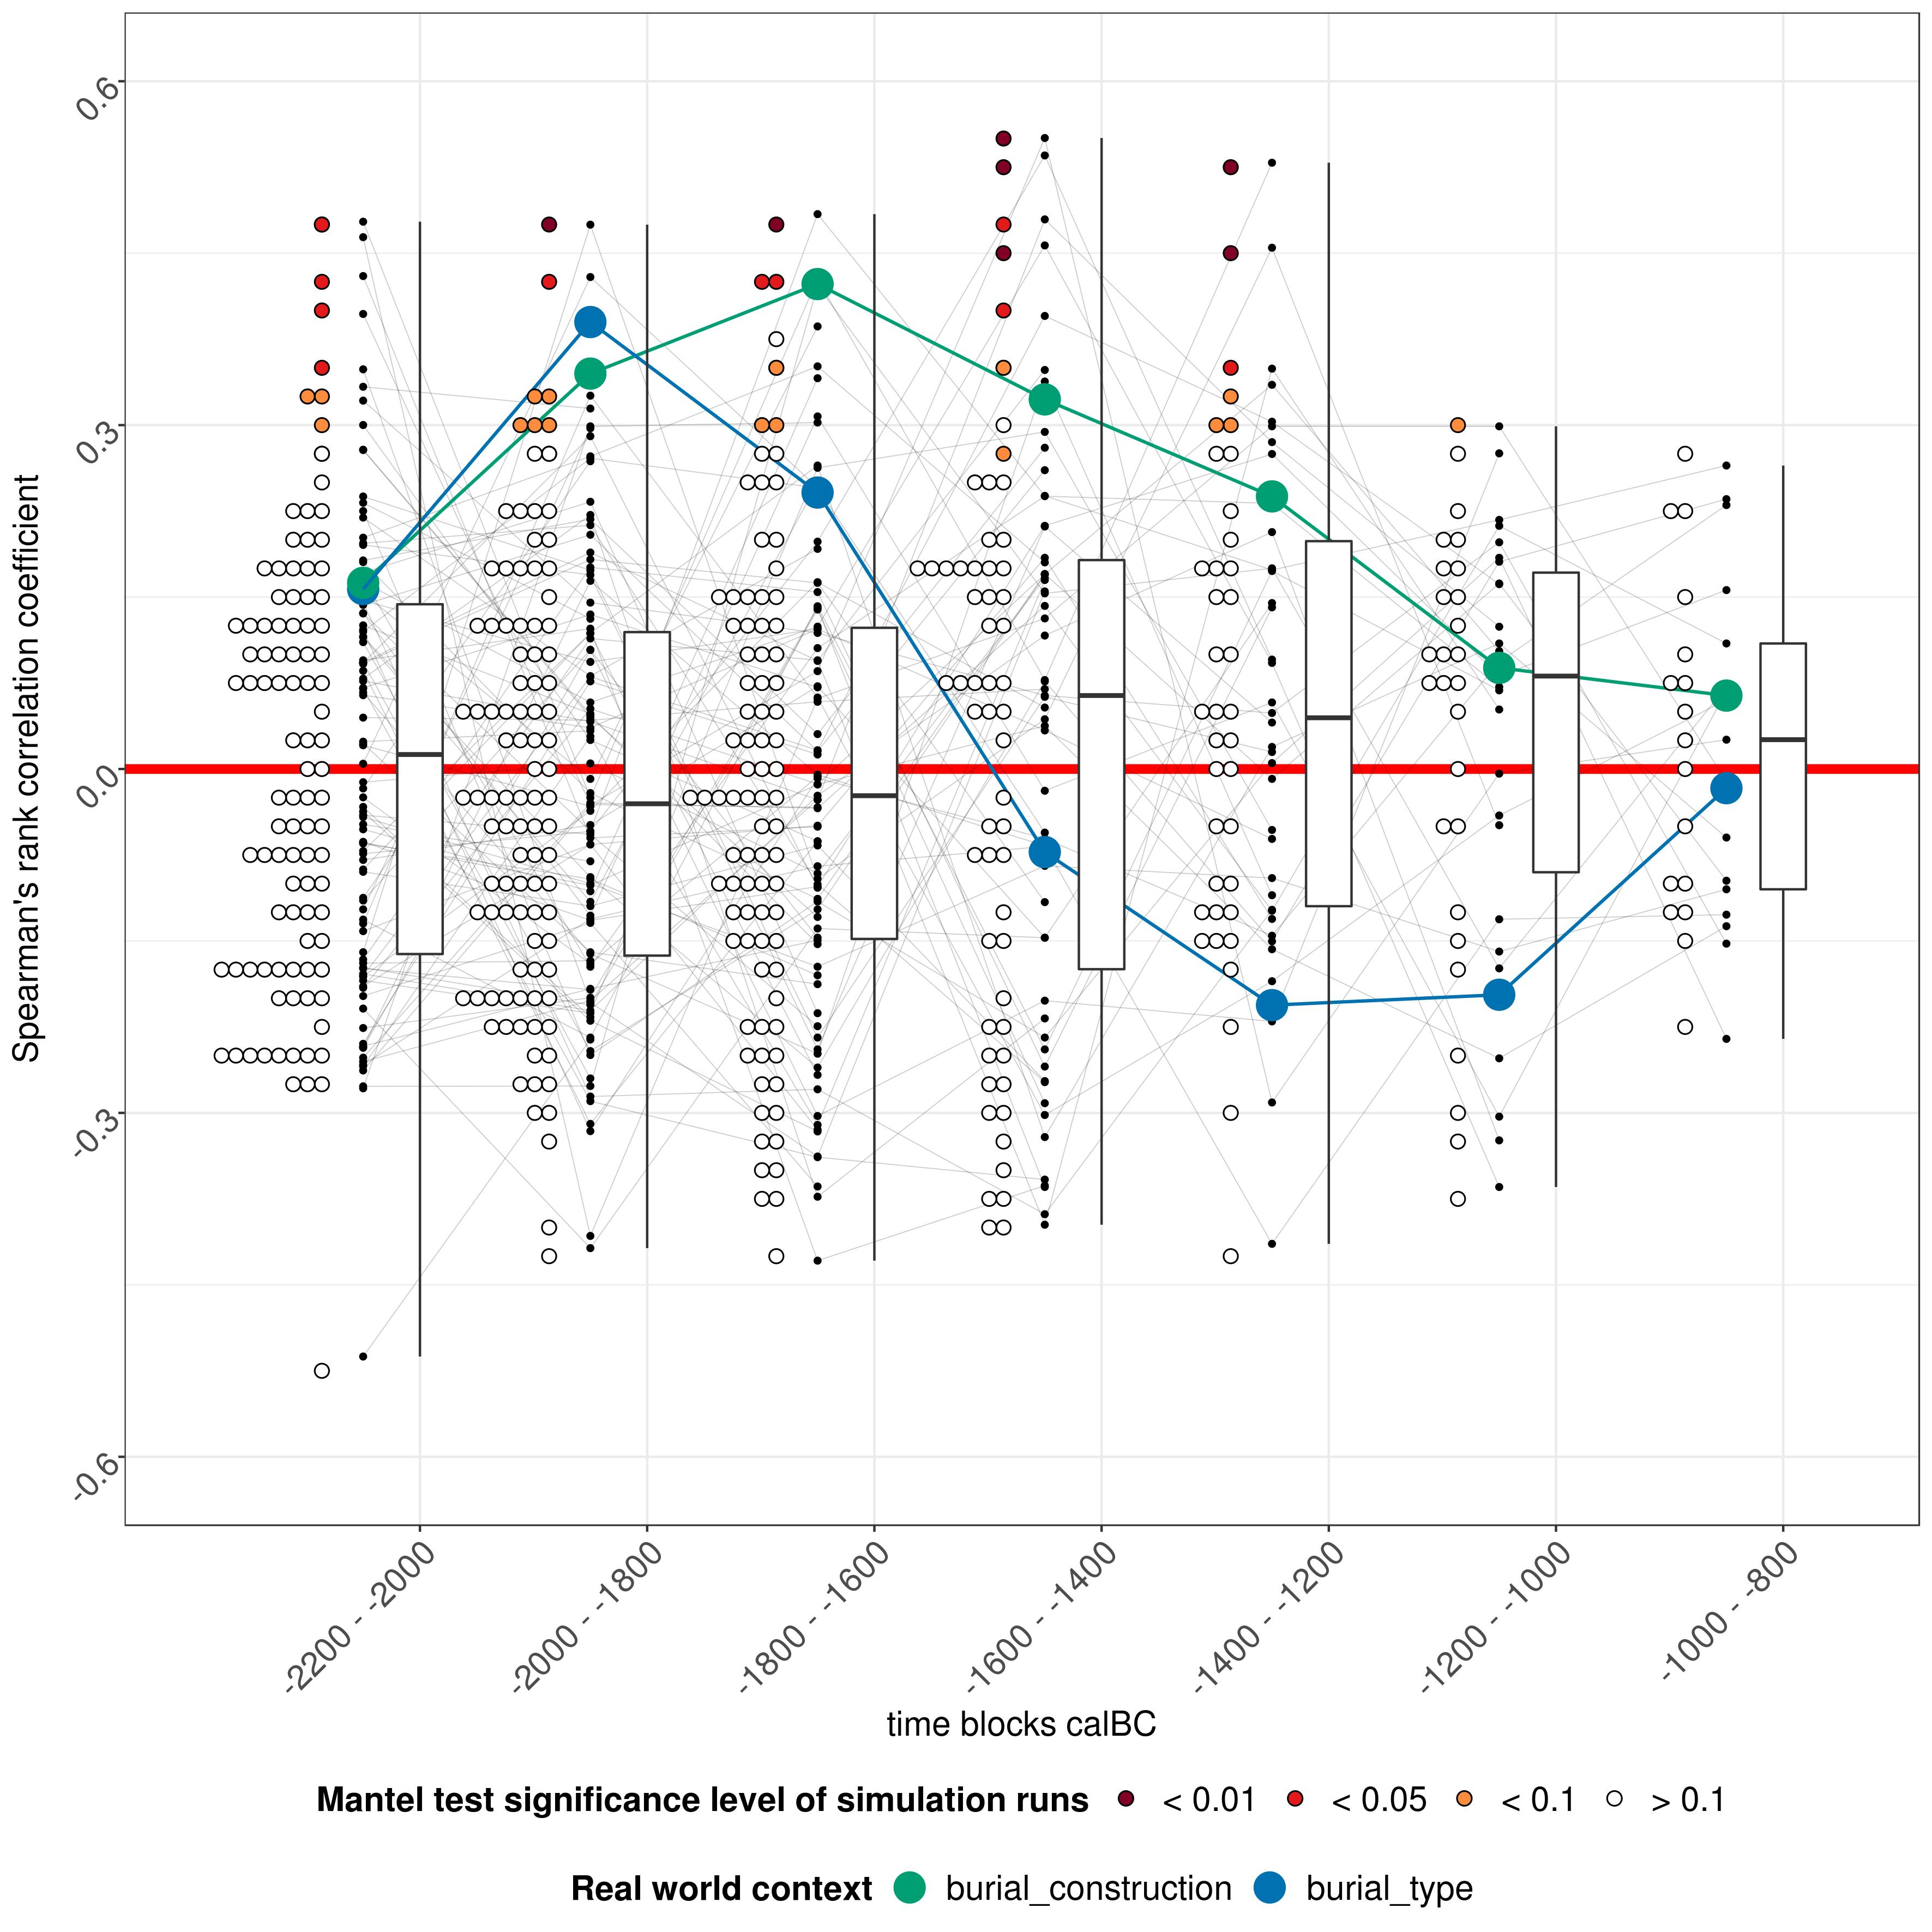 0.6
0.3
0.0
-0.3
-0.6
Spearman's rank correlation coefficient
-2200 - -2000
-2000 - -1800
-1800 - -1600
-1600 - -1400
-1400 - -1200
-1200 - -1000
-1000 - -800
time blocks calBC
Mantel test significance level of simulation runs < 0.01 < 0.05 < 0.1 > 0.1
Real world context burial_construction burial_type